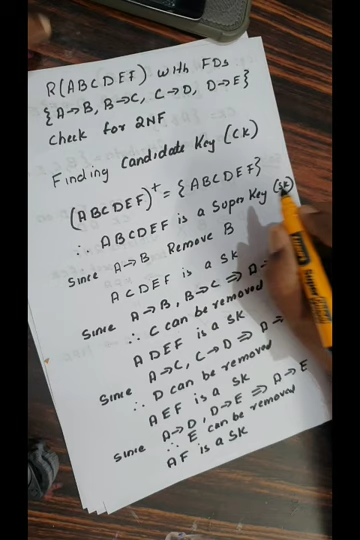 R(ABCDEF) with FDs
{A→B, B→C, C→D, D→E}
check for 2NF
Finding Candidate Key (CK)
(ABCDEF)⁺ = {ABCDEF}
∴ ABCDEF is a Super Key (SK)
Since A→B Remove B
ACDEF is a SK
Since A→B, B→C ⇒ A→
∴ C can be removed
ADEF is a SK
Since A→C, C→D ⇒ A→
∴ D can be removed
AEF is a SK
Since A→D, D→E ⇒ A→E
∴ E can be removed
AF is a SK